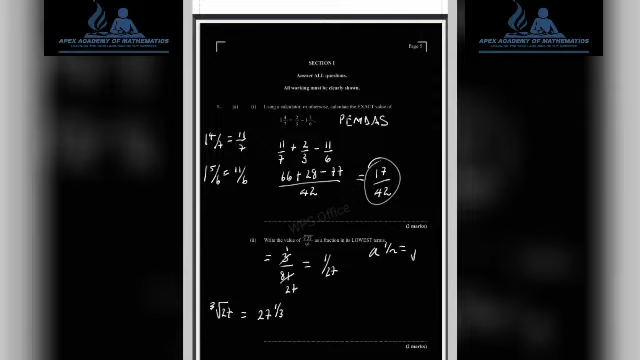 APEX ACADEMY OF MATHEMATICS
APEX ACADEMY OF MATHEMATICS
Page 5
SECTION I
Answer ALL questions.
All working must be clearly shown.
(a) (i) Using a calculator, or otherwise, calculate the EXACT value of
PEMDAS
1 4/7 = 11/7
11/7 + 2/3 − 11/6
1 5/6 = 11/6
66 + 28 − 77 / 42 = 17/42
WPS Office
(2 marks)
(ii) Write the value of as a fraction in its LOWEST terms.
= 1/27
a 1/n = √
³√27 = 27 1/3
(2 marks)